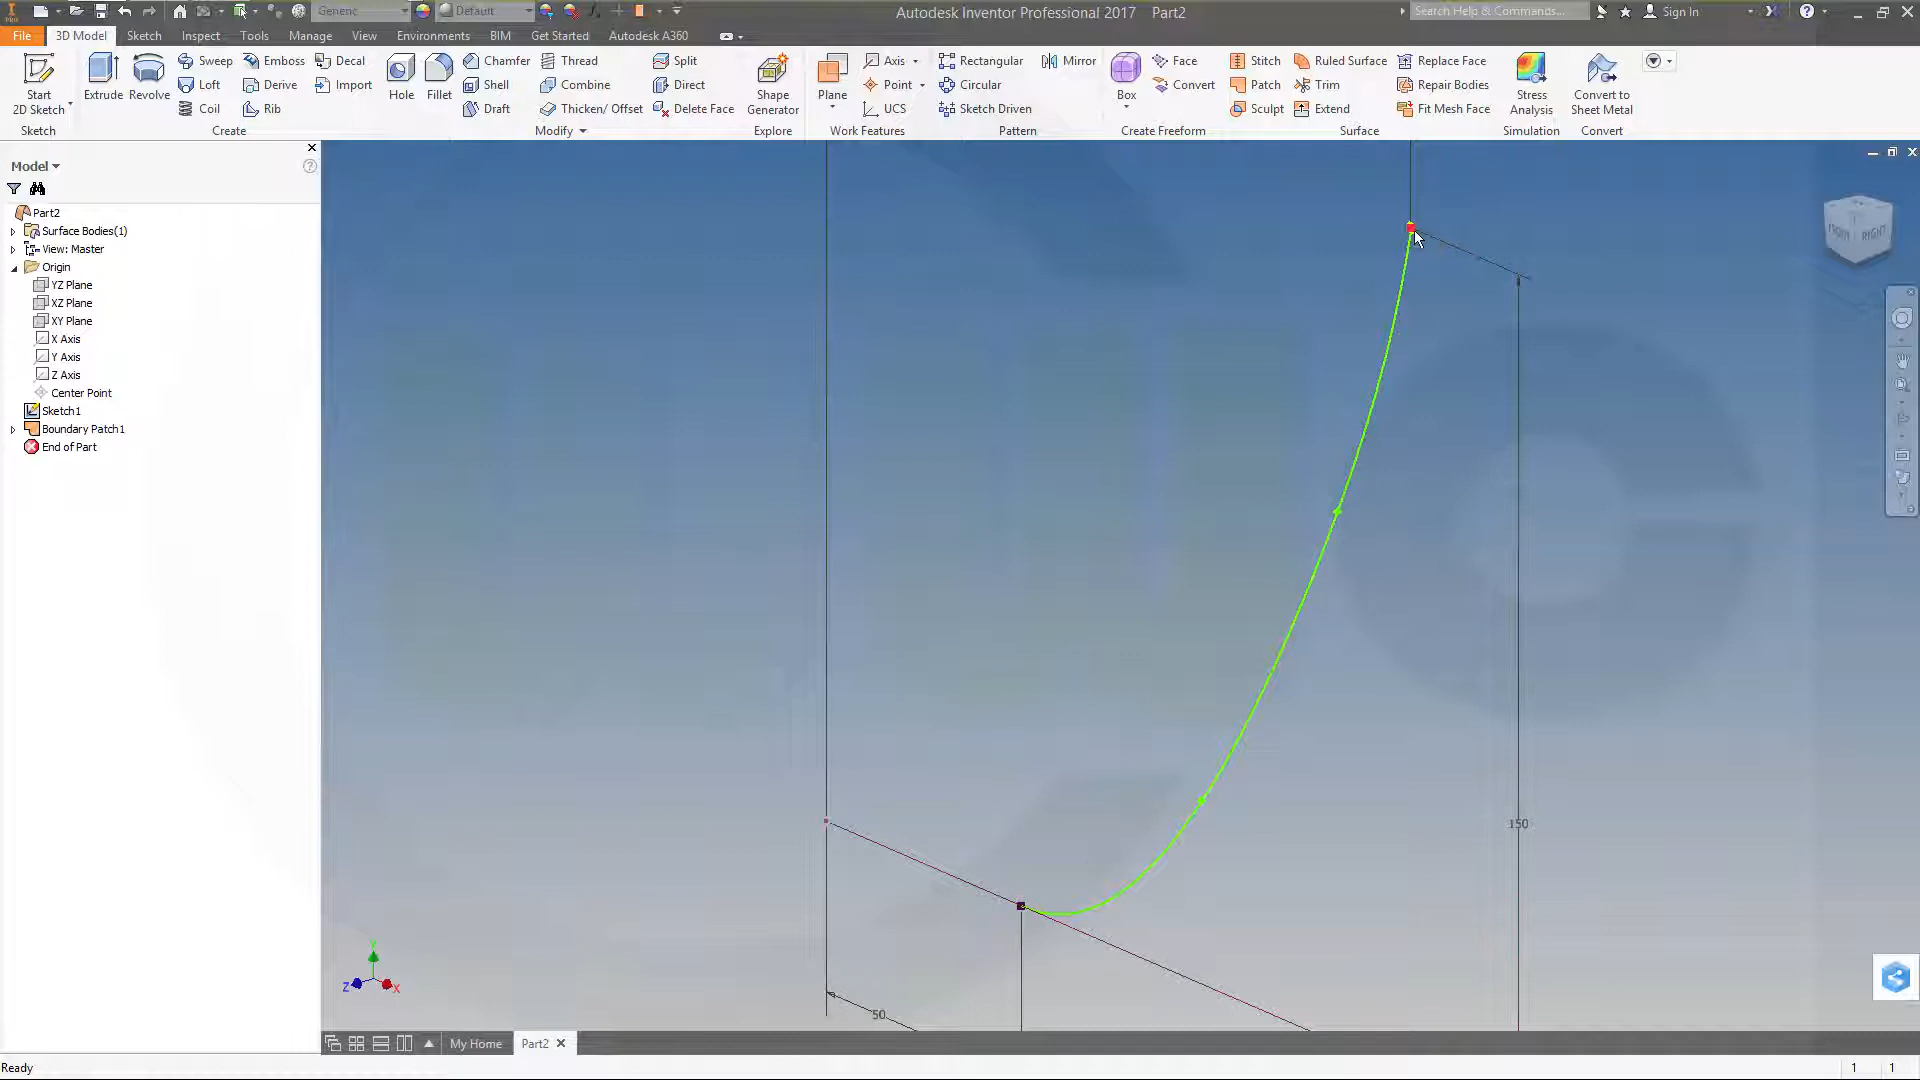 PRO
Generic
Default
Autodesk Inventor Professional 2017 Part2
Search Help & Commands...
Sign In
File
3D Model
Sketch
Inspect
Tools
Manage
View
Environments
BIM
Get Started
Autodesk A360
Start
2D Sketch
Extrude
Revolve
Sweep
Loft
Coil
Emboss
Derive
Rib
Decal
Import
Hole
Fillet
Chamfer
Shell
Draft
Thread
Combine
Thicken/ Offset
Split
Direct
Delete Face
Shape
Generator
Plane
Axis
Point
UCS
Rectangular
Circular
Sketch Driven
Mirror
Box
Face
Convert
Stitch
Patch
Sculpt
Ruled Surface
Trim
Extend
Replace Face
Repair Bodies
Fit Mesh Face
Stress
Analysis
Convert to
Sheet Metal
Sketch
Create
Modify
Explore
Work Features
Pattern
Create Freeform
Surface
Simulation
Convert
Model
Part2
Surface Bodies(1)
View: Master
Origin
YZ Plane
XZ Plane
XY Plane
X Axis
Y Axis
Z Axis
Center Point
Sketch1
Boundary Patch1
End of Part
FRONT
RIGHT
150
50
Y
Z
X
My Home
Part2
Ready
1
1